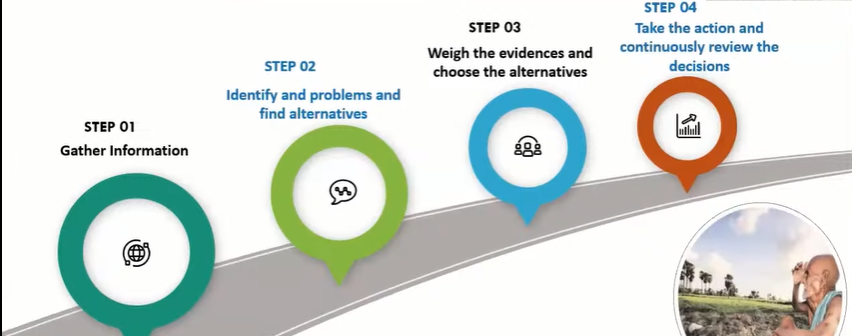 STEP 01
Gather Information
STEP 02
Identify and problems and
find alternatives
STEP 03
Weigh the evidences and
choose the alternatives
STEP 04
Take the action and
continuously review the
decisions